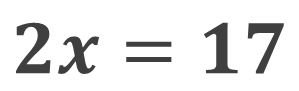 2x = 17